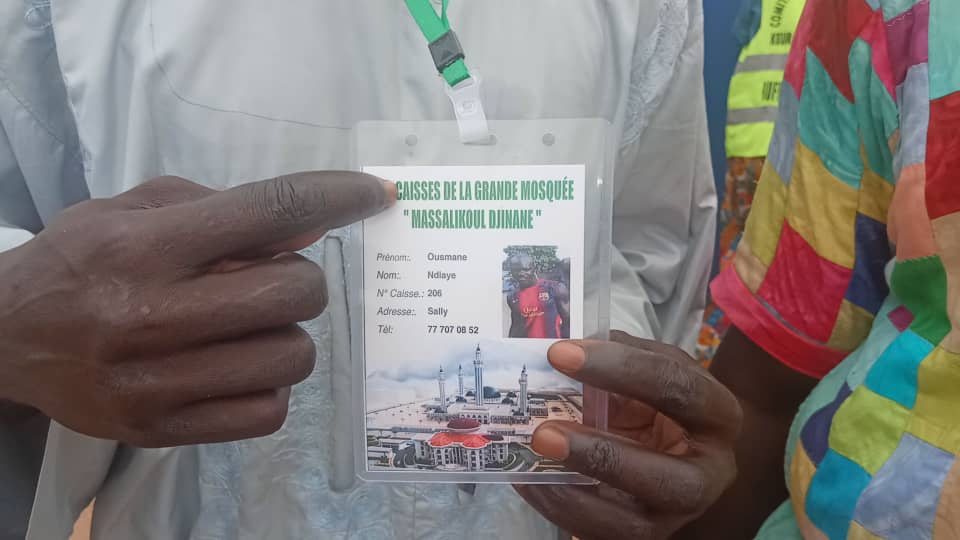 CAISSES DE LA GRANDE MOSQUÉE
" MASSALIKOUL DJINANE "
Prénom:. Ousmane
Nom:. Ndiaye
N° Caisse.: 206
Adresse:. Sally
Tèl: 77 707 08 52